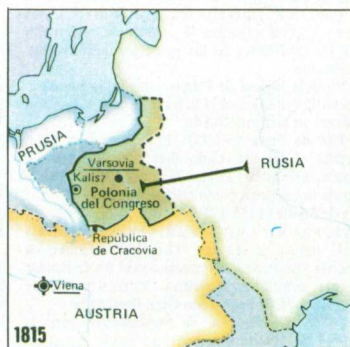 PRUSIA
RUSIA
Varsovia
Kalisz
Polonia
del Congreso
República
de Cracovia
Viena
AUSTRIA
1815